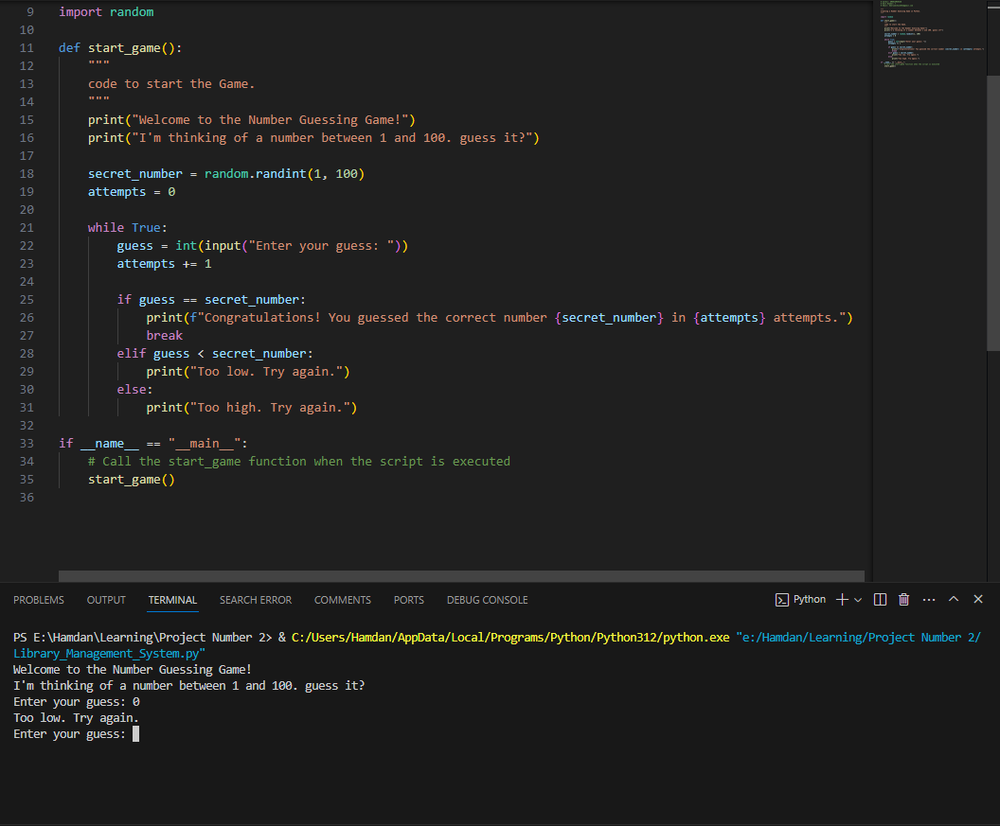 9 import random
10
11 def start_game():
12     """
13     code to start the Game.
14     """
15     print("Welcome to the Number Guessing Game!")
16     print("I'm thinking of a number between 1 and 100. guess it?")
17
18     secret_number = random.randint(1, 100)
19     attempts = 0
20
21     while True:
22         guess = int(input("Enter your guess: "))
23         attempts += 1
24
25         if guess == secret_number:
26             print(f"Congratulations! You guessed the correct number {secret_number} in {attempts} attempts.")
27             break
28         elif guess < secret_number:
29             print("Too low. Try again.")
30         else:
31             print("Too high. Try again.")
32
33 if __name__ == "__main__":
34     # Call the start_game function when the script is executed
35     start_game()
36
PROBLEMS OUTPUT TERMINAL SEARCH ERROR COMMENTS PORTS DEBUG CONSOLE Python
PS E:\Hamdan\Learning\Project Number 2> & C:/Users/Hamdan/AppData/Local/Programs/Python/Python312/python.exe "e:/Hamdan/Learning/Project Number 2/
Library_Management_System.py"
Welcome to the Number Guessing Game!
I'm thinking of a number between 1 and 100. guess it?
Enter your guess: 0
Too low. Try again.
Enter your guess: